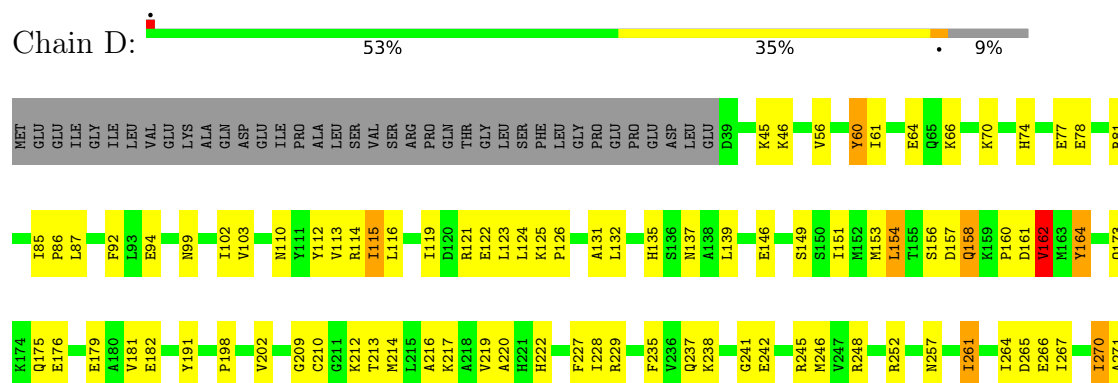 Chain D:
53% 35% • 9%
MET GLU GLU ILE GLY ILE LEU VAL GLU LYS ALA GLN ASP GLU ILE PRO ALA LEU SER VAL SER ARG PRO GLN THR GLY LEU SER PHE LEU GLY PRO GLU PRO GLU ASP LEU GLU D39 K45 K46 V56 Y60 I61 E64 Q65 K66 K70 H74 E77 E78
I85 P86 L87 F92 L93 E94 N99 I102 V103 N110 Y111 Y112 V113 R114 I115 L116 I119 D120 R121 E122 L123 L124 K125 P126 A131 L132 H135 S136 N137 A138 L139 E146 S149 S150 I151 M152 M153 L154 T155 S156 D157 Q158 K159 P160 D161 V162 M163 Y164
K174 Q175 E176 E179 A180 V181 E182 Y191 P198 V202 G209 C210 G211 K212 T213 M214 L215 A216 K217 A218 V219 A220 H221 H222 F227 I228 R229 F235 V236 Q237 K238 G241 E242 R245 M246 V247 R248 R252 N257 I261 I264 D265 E266 I267 I270